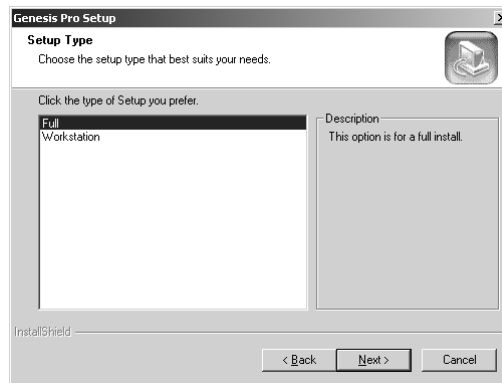 Genesis Pro Setup
Setup Type
Choose the setup type that best suits your needs.
Click the type of Setup you prefer.
Full
Workstation
Description
This option is for a full install.
InstallShield
< Back
Next >
Cancel